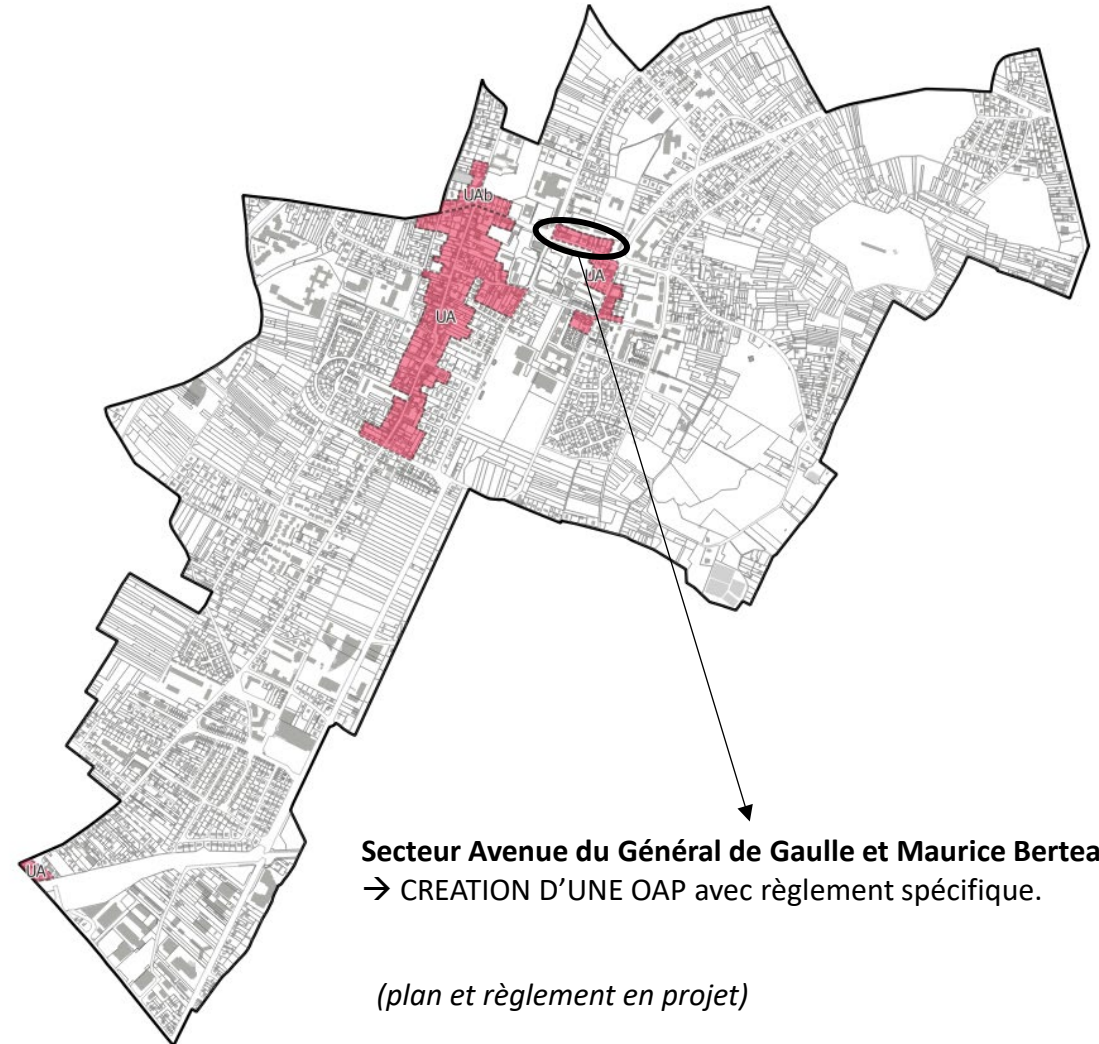 UAb
UA
UA
UA
Secteur Avenue du Général de Gaulle et Maurice Bertea
→ CREATION D’UNE OAP avec règlement spécifique.
(plan et règlement en projet)